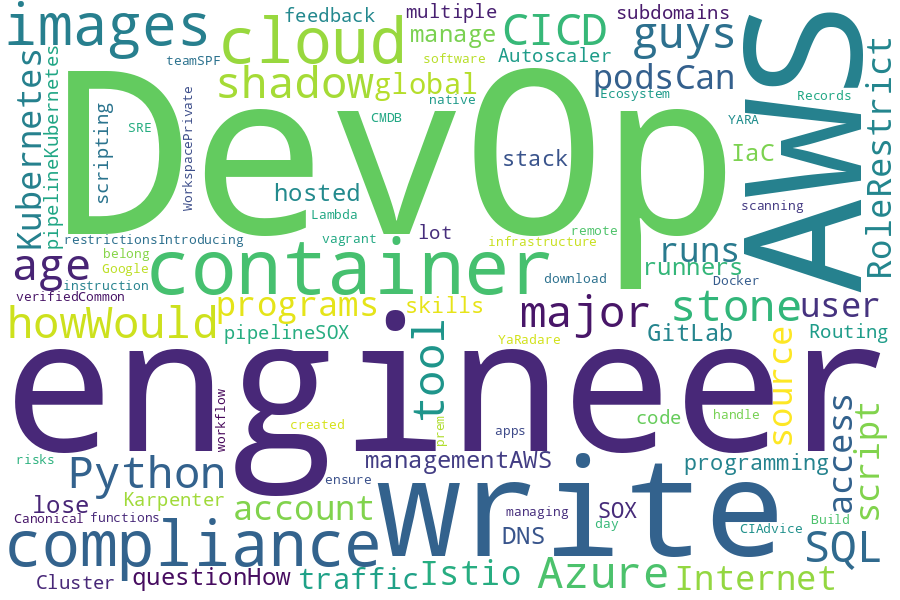 images
teamSPF
feedback
cloud
multiple
manage
software
CICD
Autoscaler
subdomains
guys
podsCan
AWS
RoleRestrict
Kubernetes
pipelineKubernetes
scripting
SRE
WorkspacePrivate
shadow
global
native
CMDB
Ecosystem
Records
YARA
IaC
DevOp
stack
hosted
Lambda
scanning
restrictionsIntroducing
vagrant
lot
infrastructure
remote
runs
age
belong
Google
instruction
container
download
runners
Docker
verifiedCommon
programs
skills
major
stone
user
howWould
pipelineSOX
tool
YaRadare
GitLab
source
Routing
engineer
workflow
created
prem
apps
code
handle
access
script
risks
Python
managementAWS
programming
ensure
write
lose
Karpenter
account
Canonical
functions
managing
SOX
day
DNS
CIAdvice
Build
compliance
SQL
Cluster
questionHow
traffic
Istio
Azure
Internet